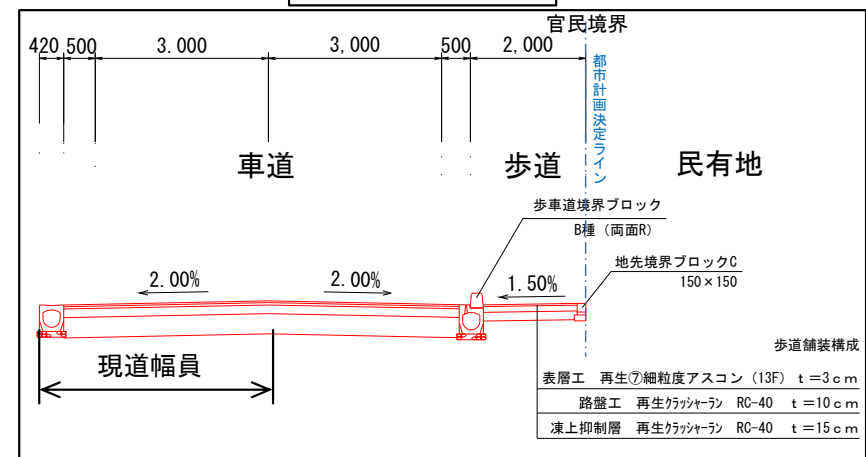 官民境界
420 500 3.000 3,000 500 2,000
都市計画決定ライン
車道 歩道 民有地
歩車道境界ブロック
B種（両面R）
地先境界ブロックC
150×150
2.00% 2.00% 1.50%
現道幅員
歩道舗装構成
表層工 再生⑦細粒度アスコン（13F） t=3cm
路盤工 再生ｸﾗｯｼｬｰﾗﾝ RC-40 t=10cm
凍上抑制層 再生ｸﾗｯｼｬｰﾗﾝ RC-40 t=15cm